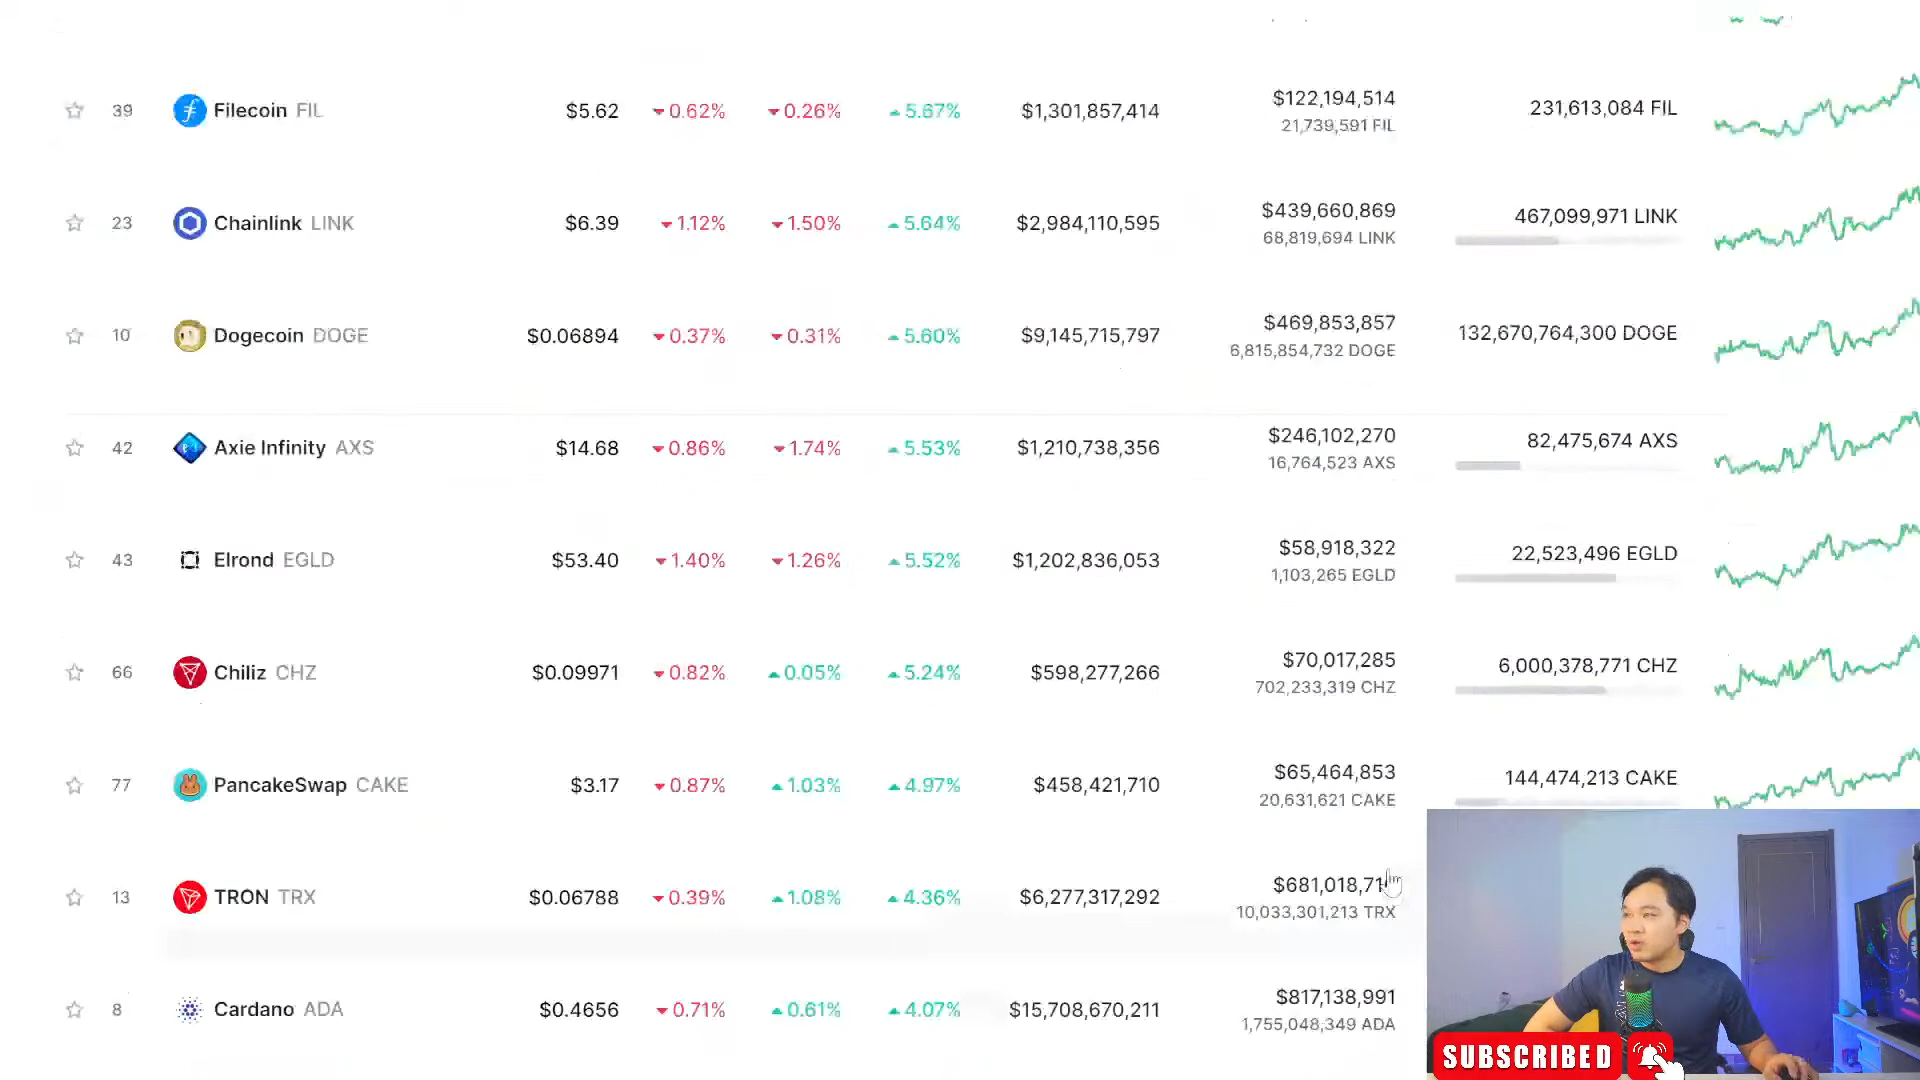 39 Filecoin FIL $5.62 0.62% 0.26% 5.67% $1,301,857,414 $122,194,514 231,613,084 FIL
21,739,591 FIL
23 Chainlink LINK $6.39 1.12% 1.50% 5.64% $2,984,110,595 $439,660,869 467,099,971 LINK
68,819,694 LINK
10 Dogecoin DOGE $0.06894 0.37% 0.31% 5.60% $9,145,715,797 $469,853,857 132,670,764,300 DOGE
6,815,854,732 DOGE
42 Axie Infinity AXS $14.68 0.86% 1.74% 5.53% $1,210,738,356 $246,102,270 82,475,674 AXS
16,764,523 AXS
43 Elrond EGLD $53.40 1.40% 1.26% 5.52% $1,202,836,053 $58,918,322 22,523,496 EGLD
1,103,265 EGLD
66 Chiliz CHZ $0.09971 0.82% 0.05% 5.24% $598,277,266 $70,017,285 6,000,378,771 CHZ
702,233,319 CHZ
77 PancakeSwap CAKE $3.17 0.87% 1.03% 4.97% $458,421,710 $65,464,853 144,474,213 CAKE
20,631,621 CAKE
13 TRON TRX $0.06788 0.39% 1.08% 4.36% $6,277,317,292
10,033,301,213 TRX
8 Cardano ADA $0.4656 0.71% 0.61% 4.07% $15,708,670,211 $817,138,991
1,755,048,349 ADA
SUBSCRIBED